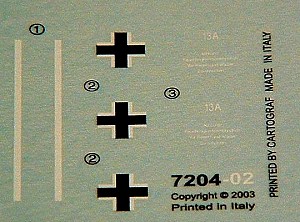 ①
13A
②
③
13A
②
7204-02
Copyright © 2003
Printed in Italy
PRINTED BY CARTOGRAF MADE IN ITALY